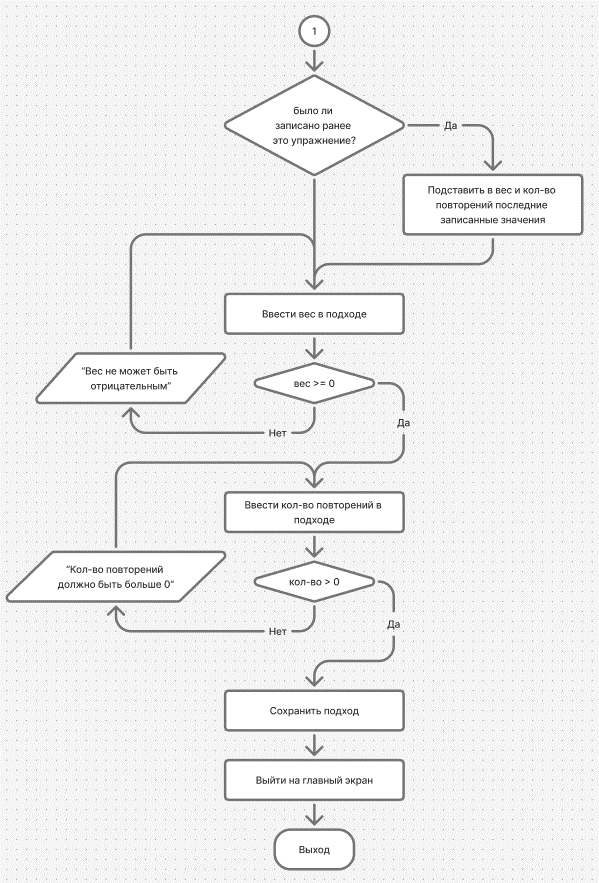 1
было ли
записано ранее
это упражнение?
Да
Подставить в вес и кол-во
повторений последние
записанные значения
Ввести вес в подходе
“Вес не может быть
отрицательным”
вес >= 0
Да
Нет
Ввести кол-во повторений в
подходе
“Кол-во повторений
должно быть больше 0”
кол-во > 0
Да
Нет
Сохранить подход
Выйти на главный экран
Выход